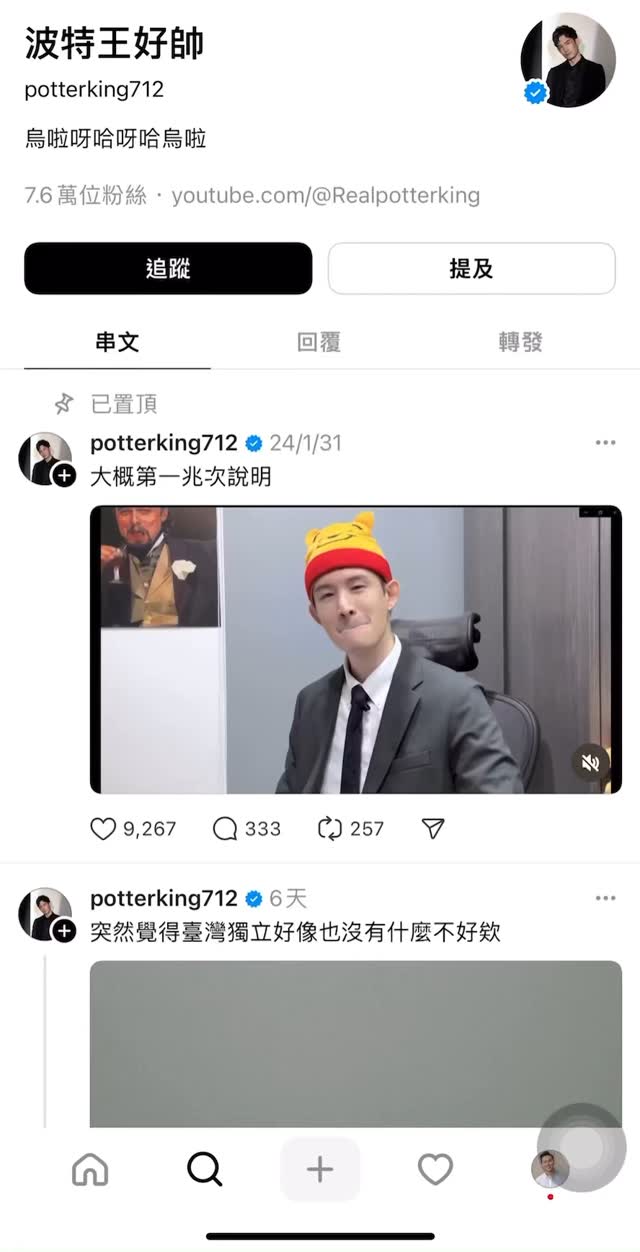 波特王好帥
potterking712
烏啦呀哈呀哈烏啦
7.6 萬位粉絲 · youtube.com/@Realpotterking
追蹤
提及
串文
回覆
轉發
已置頂
potterking712 24/1/31
大概第一兆次說明
9,267
333
257
potterking712 6天
突然覺得臺灣獨立好像也沒有什麼不好欸